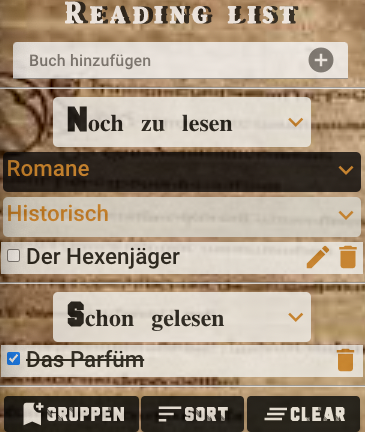 Reading list
Buch hinzufügen
Noch zu lesen
Romane
Historisch
Der Hexenjäger
Schon gelesen
Das Parfüm
GRUPPEN SORT CLEAR